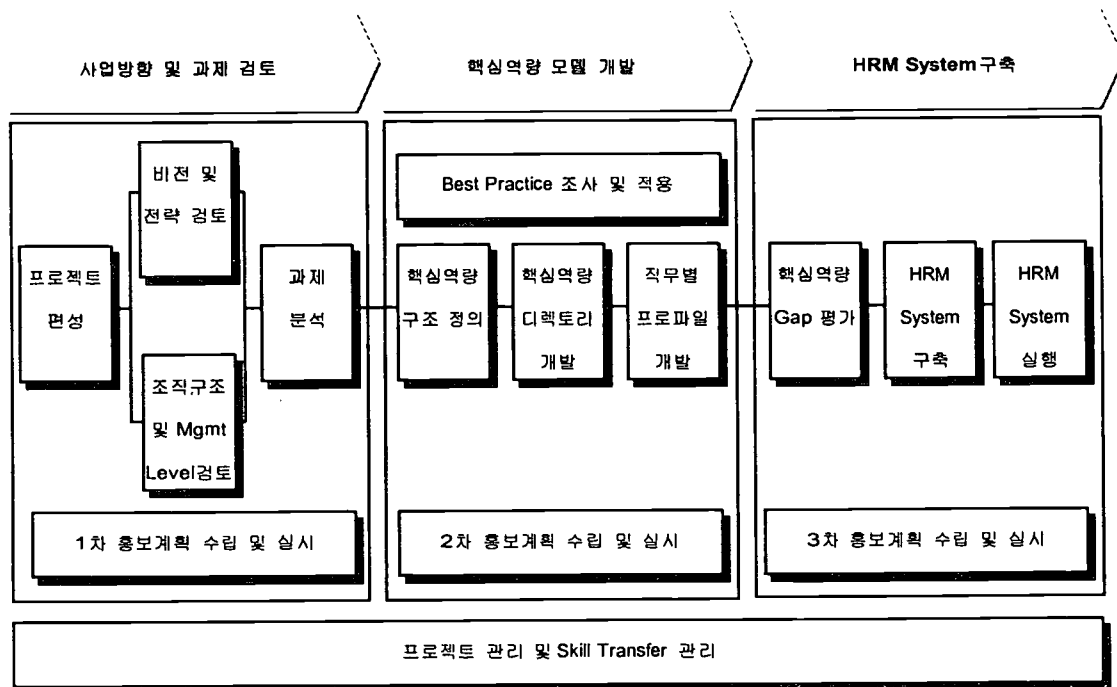 사업방향 및 과제 검토
핵심역량 모델 개발
HRM System구축
비전 및
전략 검토
프로젝트
편성
조직구조
및 Mgmt
Level검토
과제
분석
1차 홍보계획 수립 및 실시
Best Practice 조사 및 적용
핵심역량
구조 정의
핵심역량
디렉토리
개발
직무별
프로파일
개발
2차 홍보계획 수립 및 실시
핵심역량
Gap 평가
HRM
System
구축
HRM
System
실행
3차 홍보계획 수립 및 실시
프로젝트 관리 및 Skill Transfer 관리